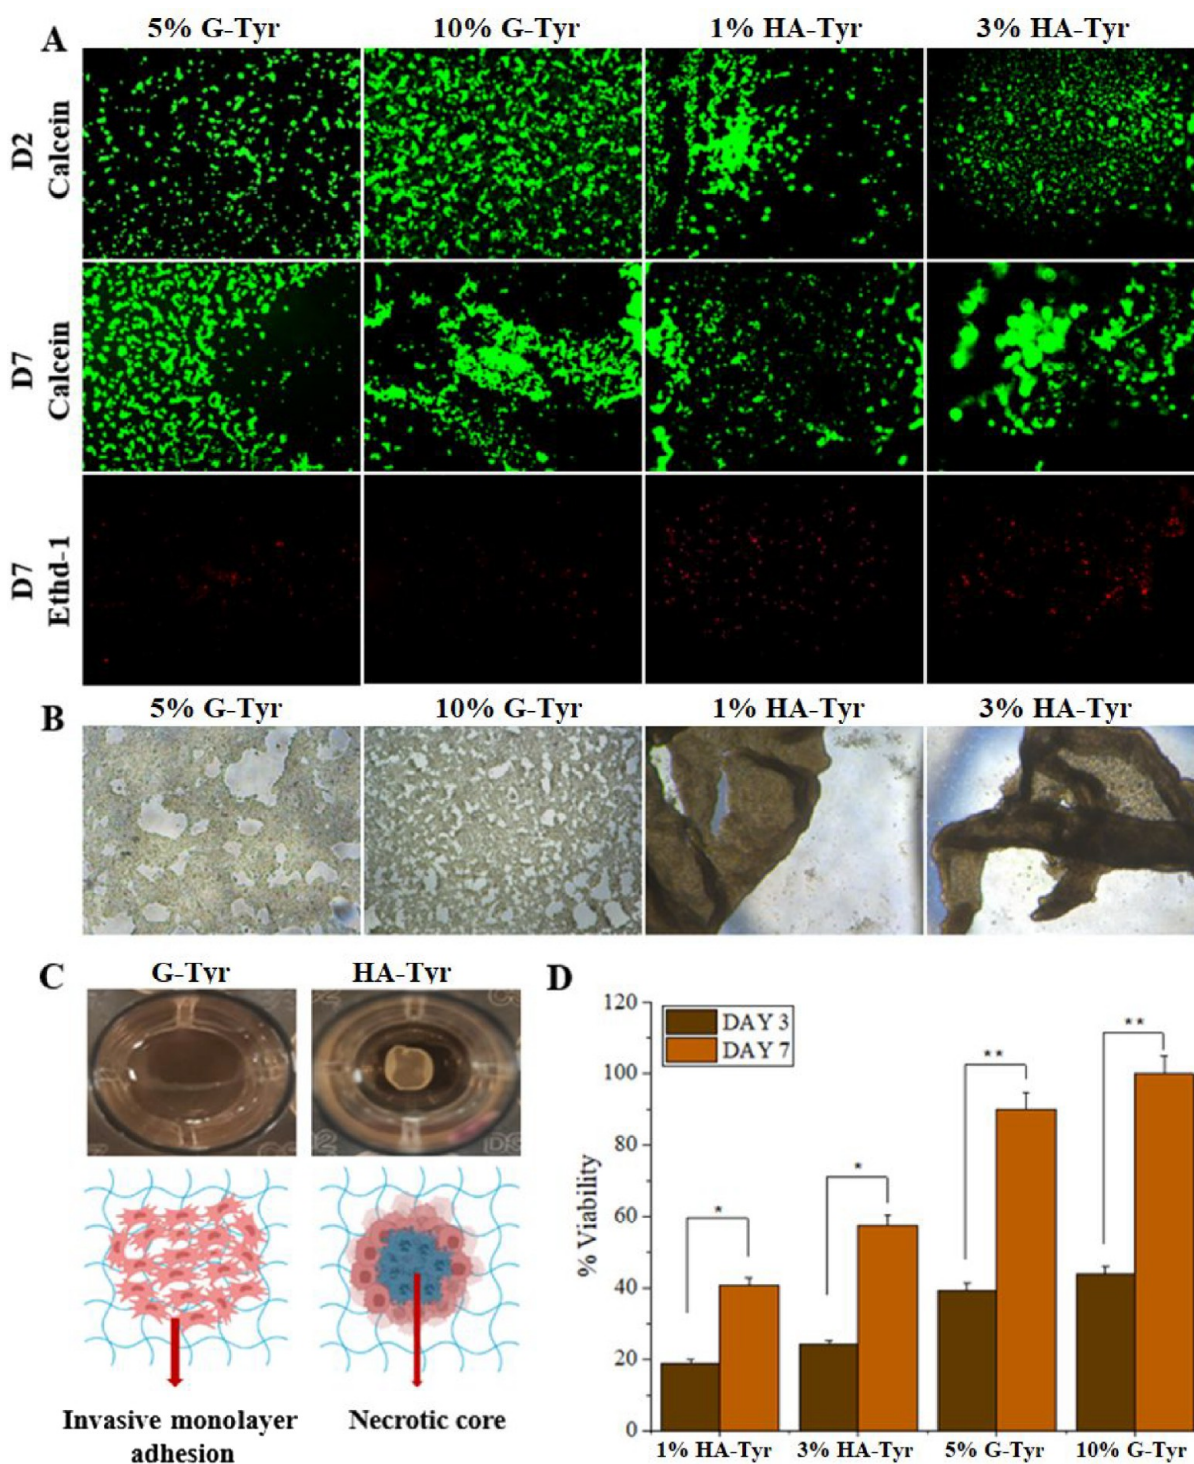 A
5% G-Tyr
10% G-Tyr
1% HA-Tyr
3% HA-Tyr
D2
Calcein
D7
Calcein
D7
Ethd-1
B
5% G-Tyr
10% G-Tyr
1% HA-Tyr
3% HA-Tyr
C
G-Tyr
HA-Tyr
Invasive monolayer
adhesion
Necrotic core
D
% Viability
120
100
80
60
40
20
0
DAY 3
DAY 7
*
*
**
**
1% HA-Tyr
3% HA-Tyr
5% G-Tyr
10% G-Tyr